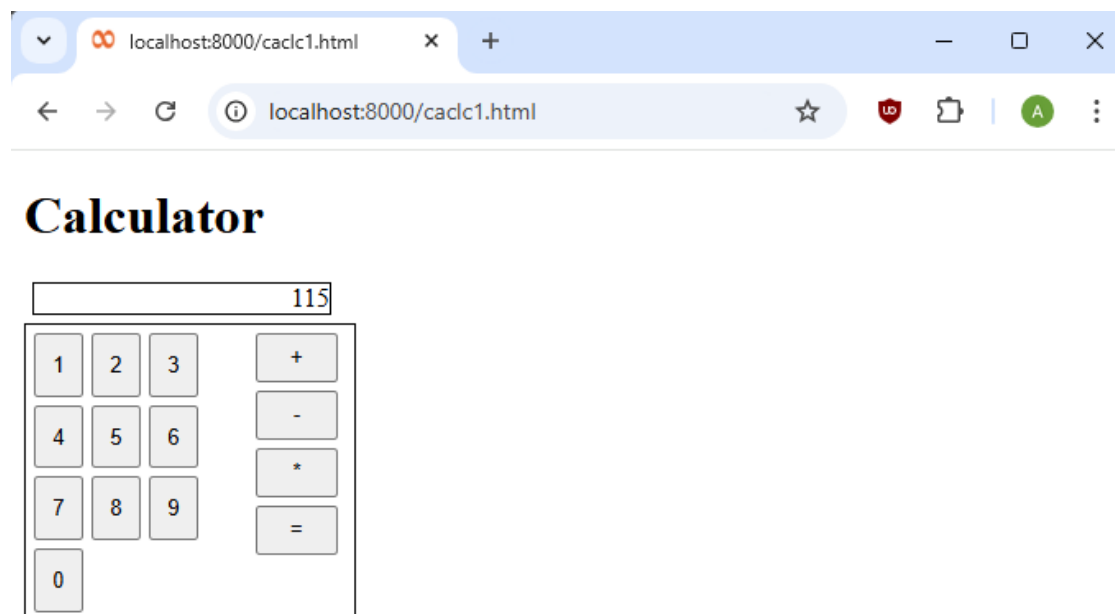 localhost:8000/caclc1.html
localhost:8000/caclc1.html
UD
A
Calculator
115
1 2 3 +
4 5 6 -
7 8 9 *
0 =